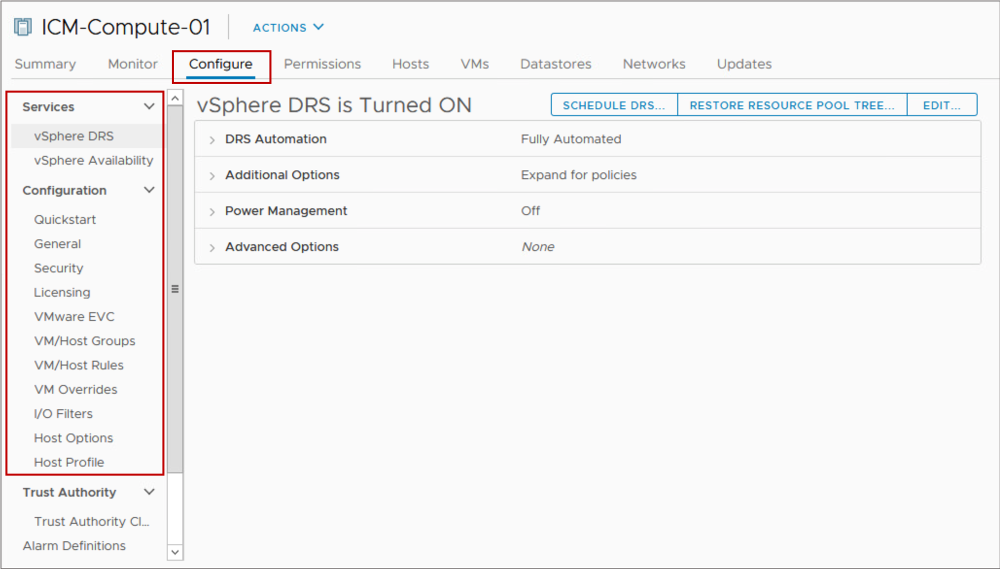 ICM-Compute-01
ACTIONS
Summary Monitor Configure Permissions Hosts VMs Datastores Networks Updates
Services
vSphere DRS
vSphere Availability
Configuration
Quickstart
General
Security
Licensing
VMware EVC
VM/Host Groups
VM/Host Rules
VM Overrides
I/O Filters
Host Options
Host Profile
Trust Authority
Trust Authority Cl...
Alarm Definitions
vSphere DRS is Turned ON
SCHEDULE DRS... RESTORE RESOURCE POOL TREE... EDIT...
DRS Automation Fully Automated
Additional Options Expand for policies
Power Management Off
Advanced Options None